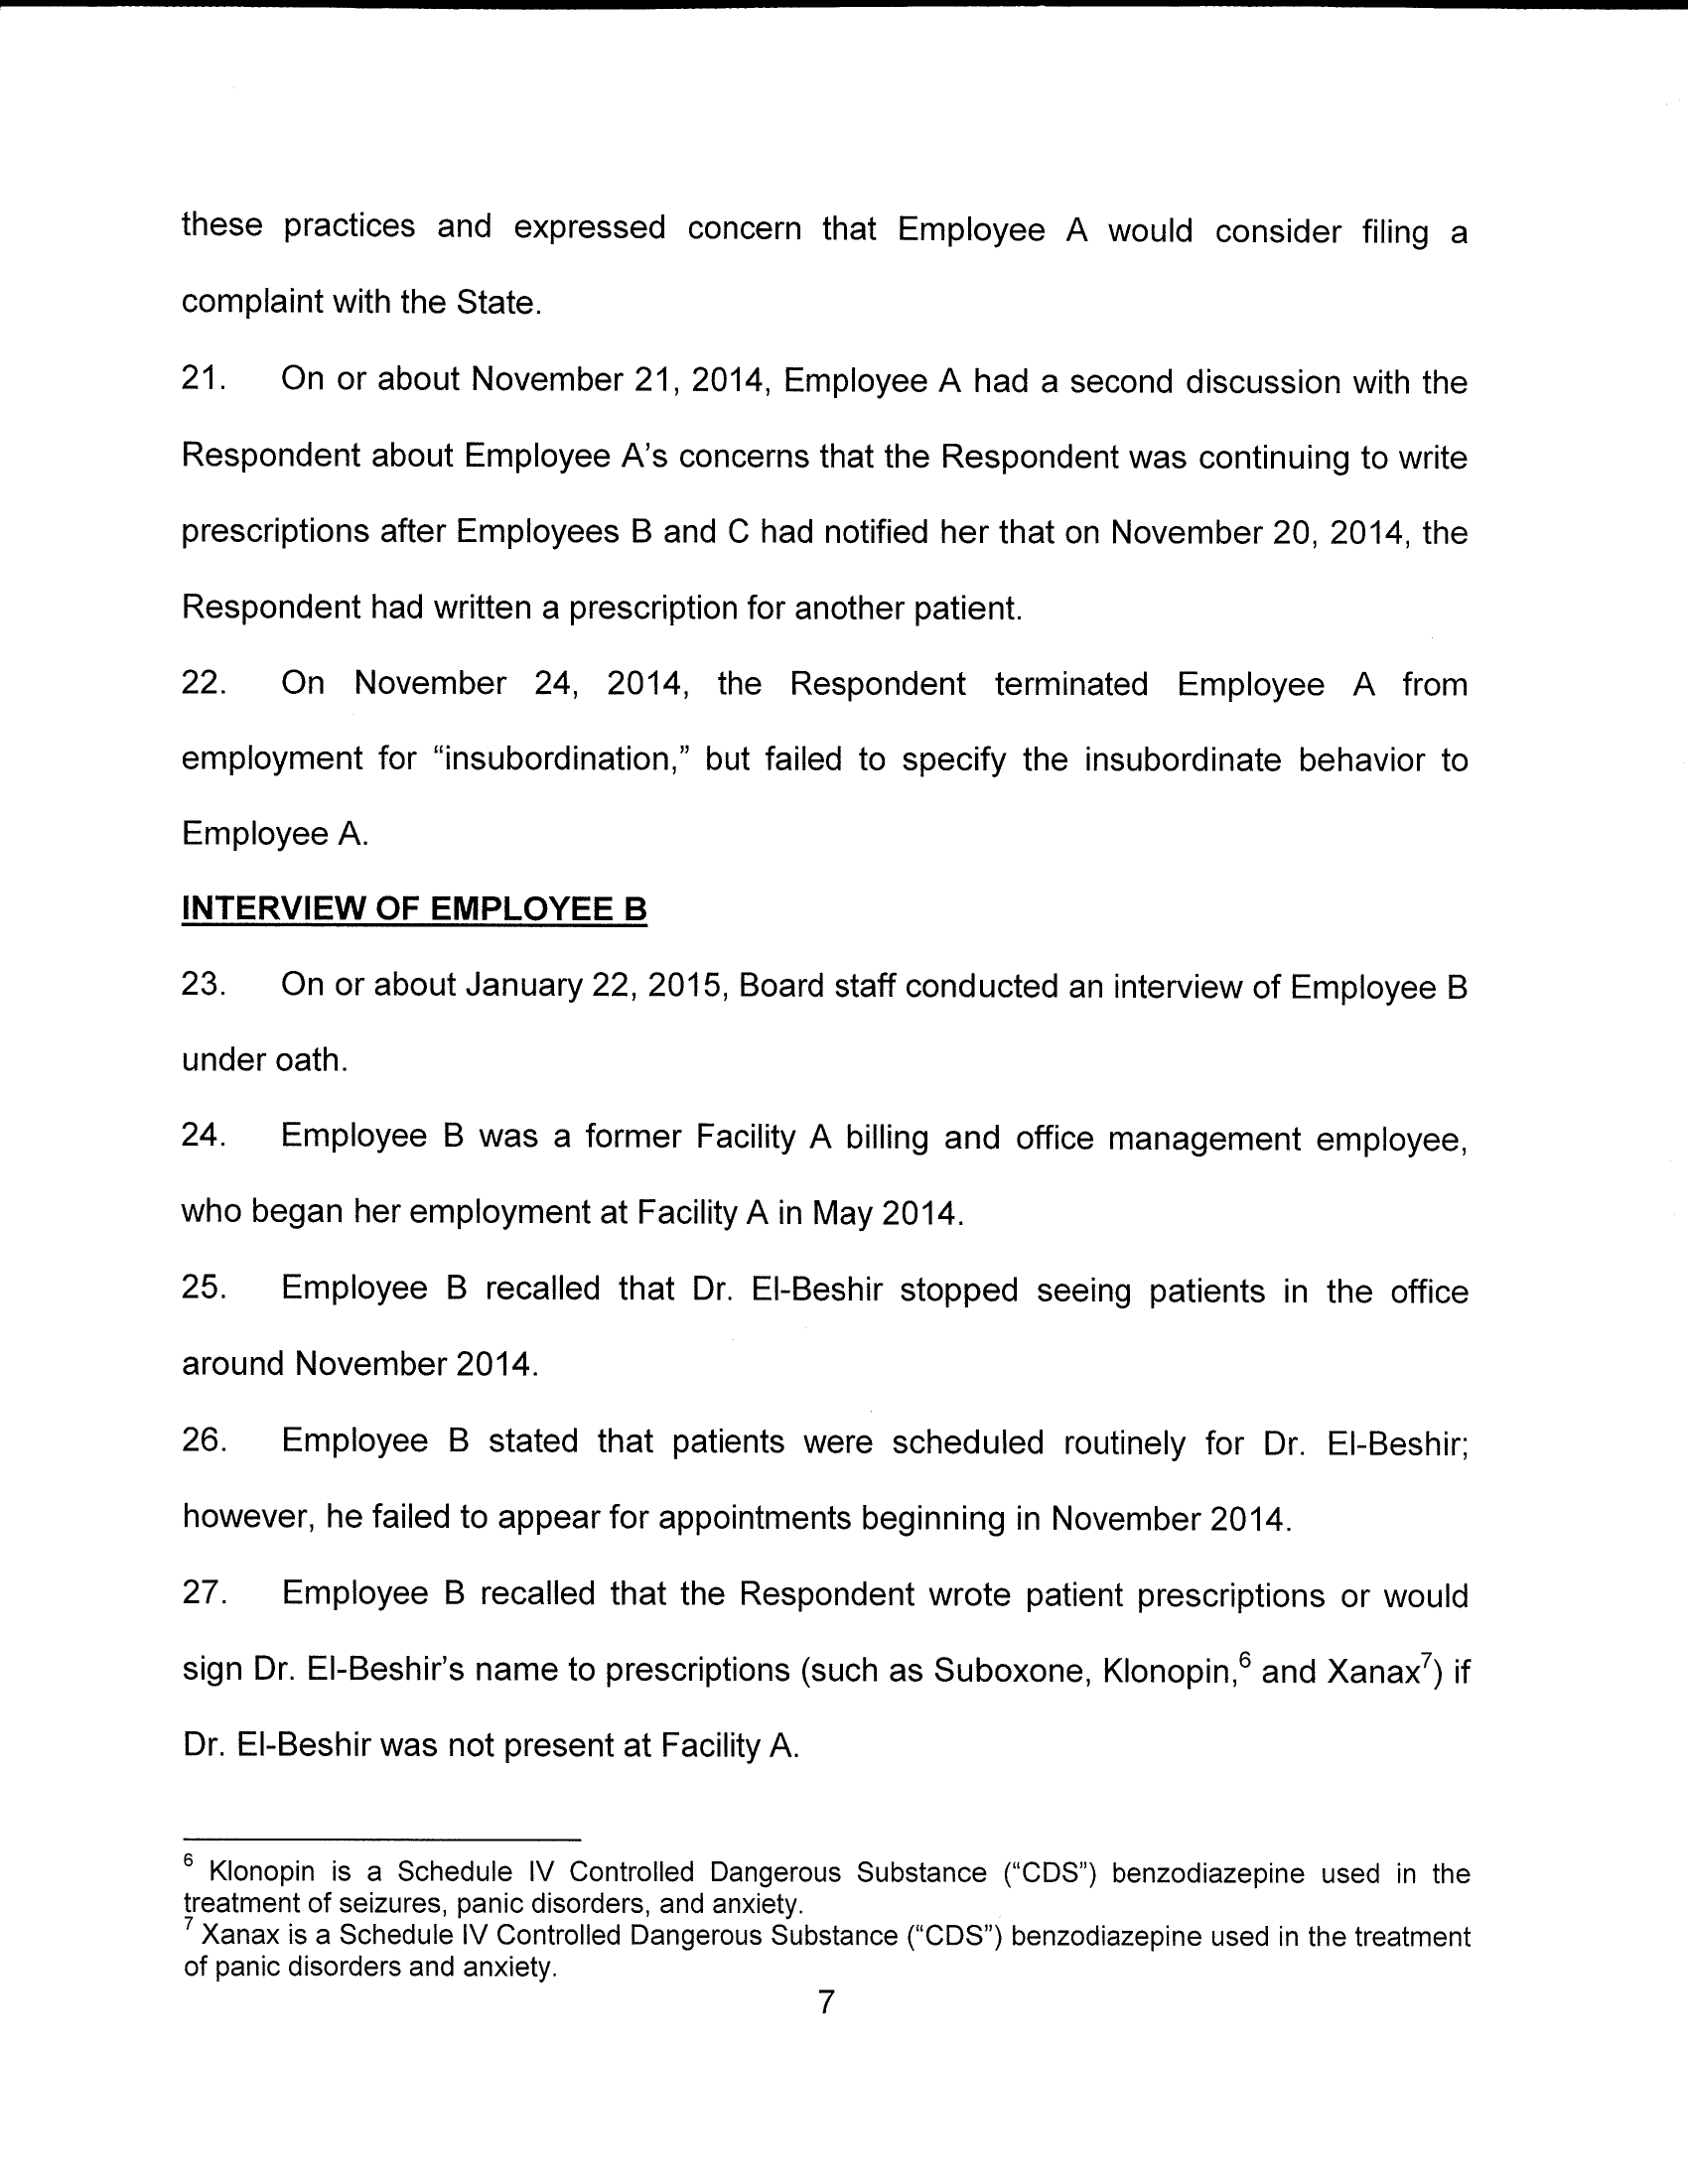 these practices and expressed concern that Employee A would consider filing a
complaint with the State.
21. On or about November 21, 2014, Employee A had a second discussion with the
Respondent about Employee A's concerns that the Respondent was continuing to write
prescriptions after Employees B and C had notified her that on November 20, 2014, the
Respondent had written a prescription for another patient.
22. On November 24, 2014, the Respondent terminated Employee A from
employment for “insubordination,” but failed to specify the insubordinate behavior to
Employee A.
INTERVIEW OF EMPLOYEE B
23. On or about January 22, 2015, Board staff conducted an interview of Employee B
under oath.
24. Employee B was a former Facility A billing and office management employee,
who began her employment at Facility A in May 2014.
25. Employee B recalled that Dr. El-Beshir stopped seeing patients in the office
around November 2014.
26. Employee B stated that patients were scheduled routinely for Dr. El-Beshir;
however, he failed to appear for appointments beginning in November 2014.
27. Employee B recalled that the Respondent wrote patient prescriptions or would
sign Dr. El-Beshir's name to prescriptions (such as Suboxone, Klonopin,⁶ and Xanax⁷) if
Dr. El-Beshir was not present at Facility A.
⁶ Klonopin is a Schedule IV Controlled Dangerous Substance (“CDS”) benzodiazepine used in the
treatment of seizures, panic disorders, and anxiety.
⁷ Xanax is a Schedule IV Controlled Dangerous Substance (“CDS”) benzodiazepine used in the treatment
of panic disorders and anxiety.
7